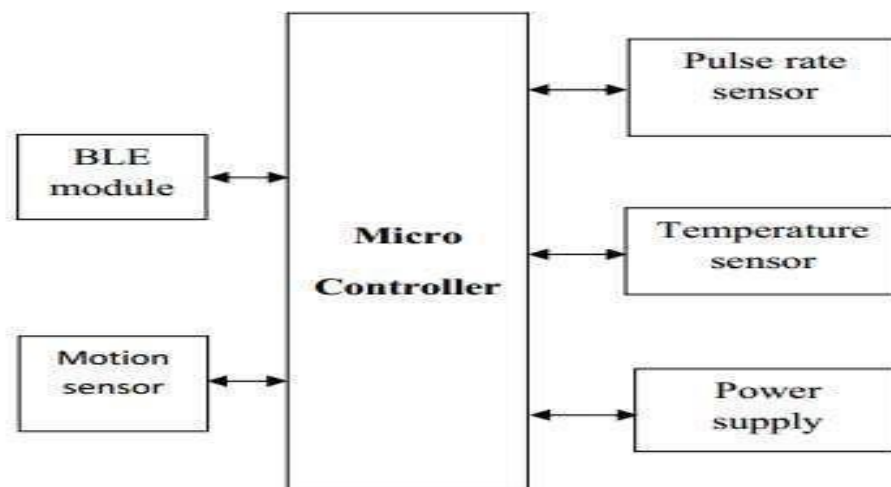 Pulse rate
sensor
BLE
module
Micro
Controller
Temperature
sensor
Motion
sensor
Power
supply